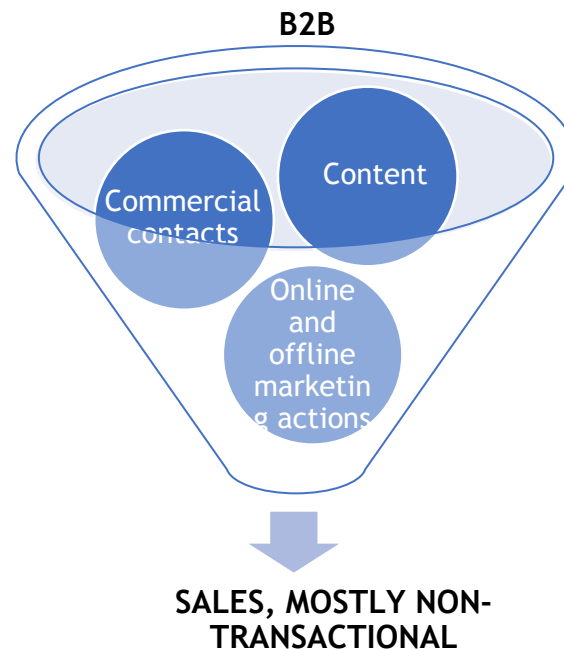 B2B
Content
Commercial
contacts
Online
and
offline
marketin
g actions
SALES, MOSTLY NON-
TRANSACTIONAL